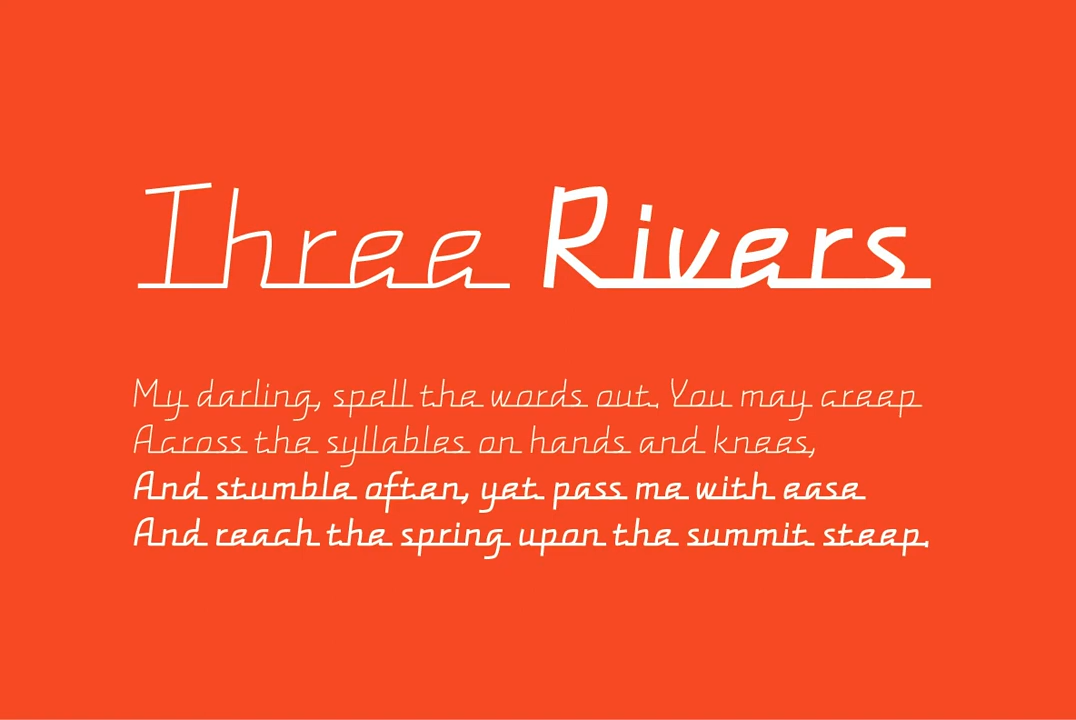 Three Rivers
My darling, spell the words out. You may creep
Across the syllables on hands and knees,
And stumble often, yet pass me with ease
And reach the spring upon the summit steep.